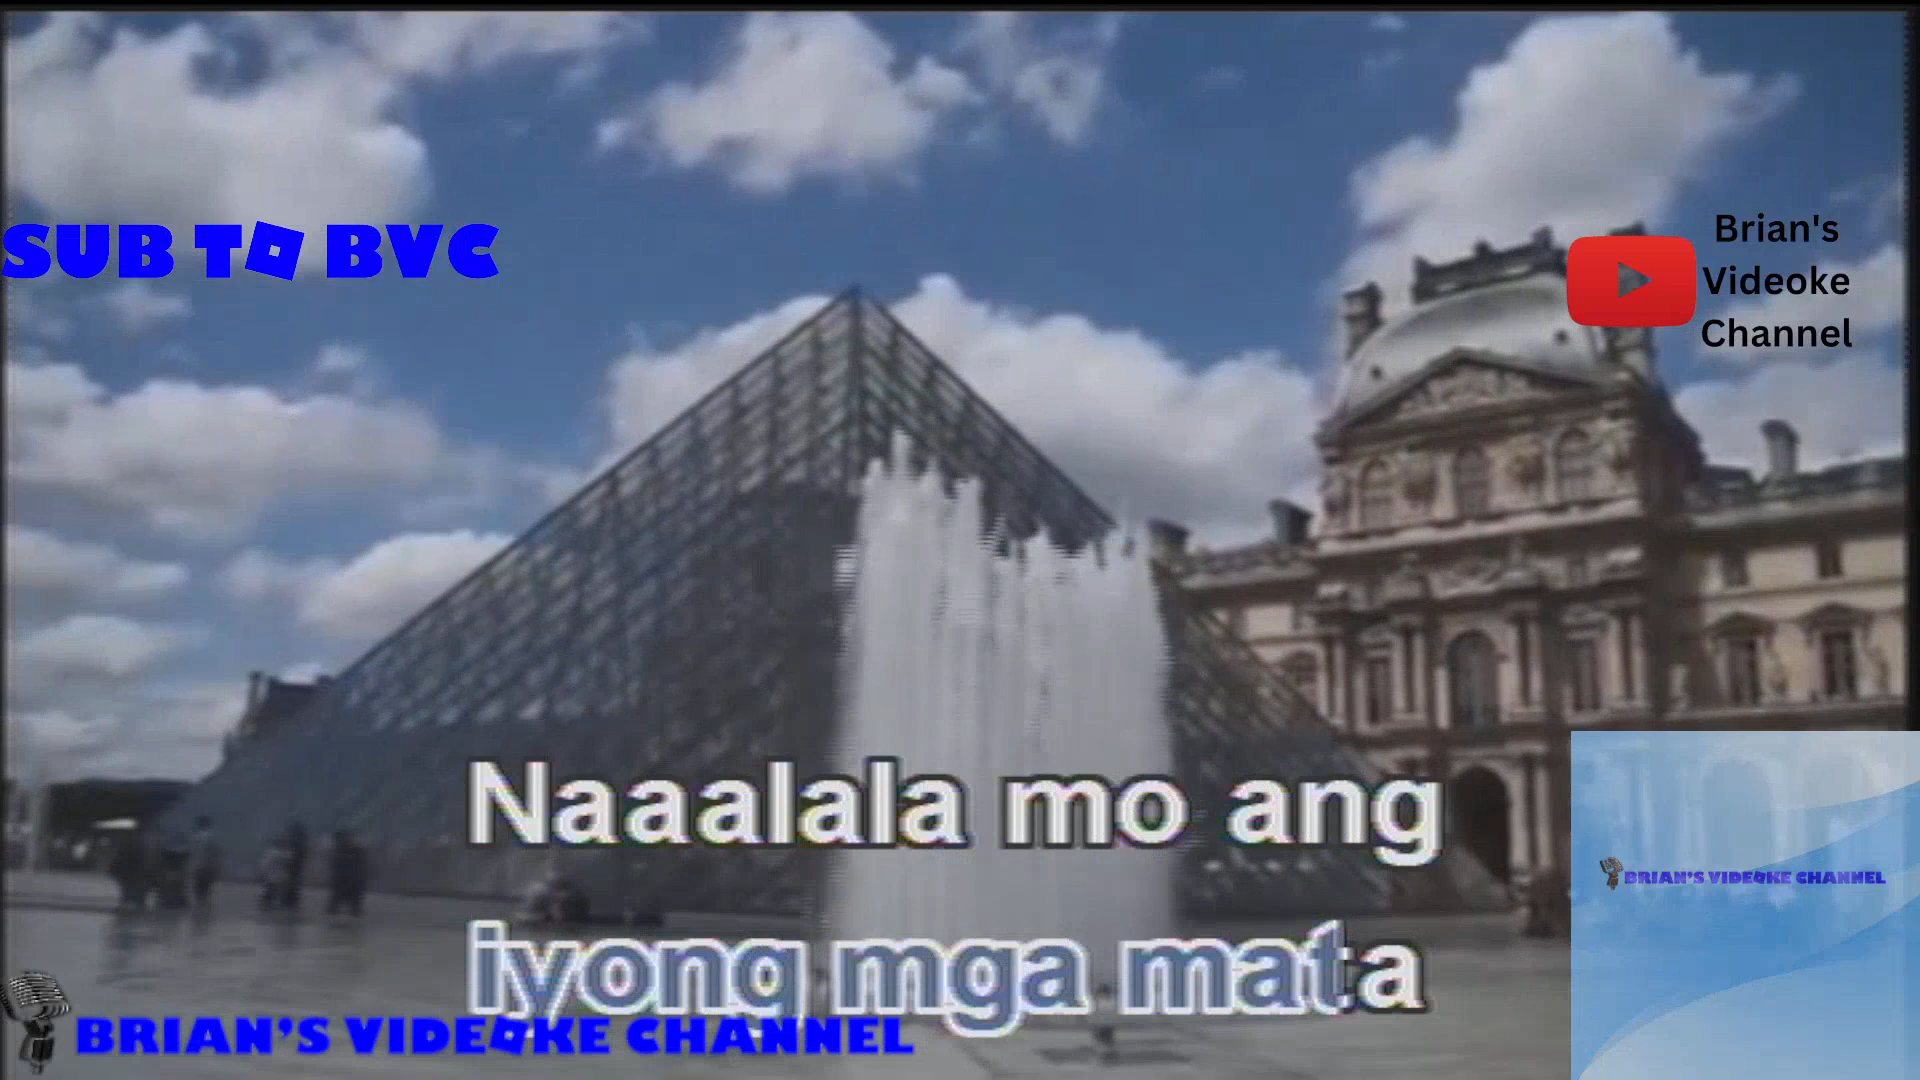 SUB TO BVC
Brian's
Videoke
Channel
Naaalala mo ang
iyong mga mata
BRIAN'S VIDEOKE CHANNEL
BRIAN'S VIDEOKE CHANNEL